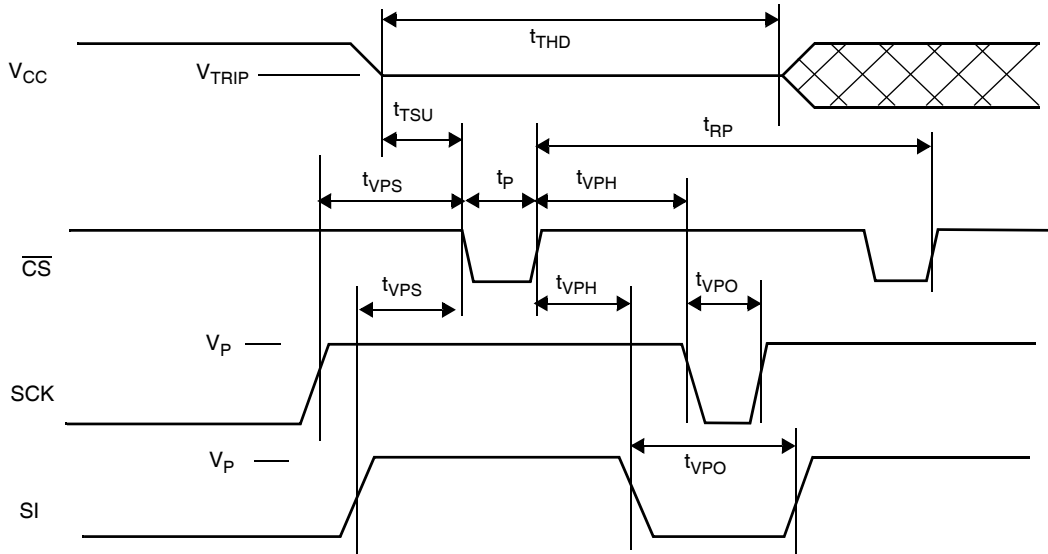 tTHD
VCC
VTRIP
tTSU
tRP
tVPS
tP
tVPH
CS
tVPS
tVPH
tVPO
VP
SCK
VP
tVPO
SI